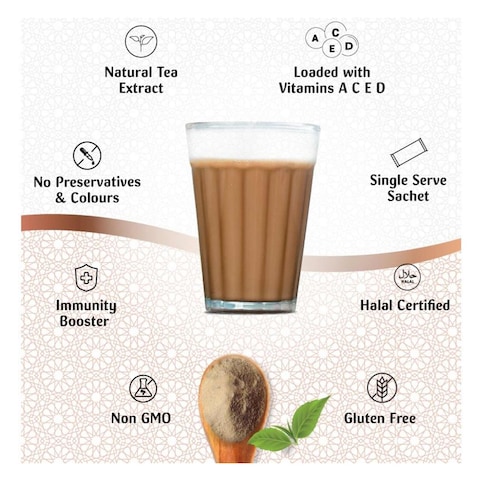 Natural Tea
Extract
A C E D
Loaded with
Vitamins A C E D
No Preservatives
& Colours
Single Serve
Sachet
Immunity
Booster
حلال
HALAL
Halal Certified
Non GMO
Gluten Free